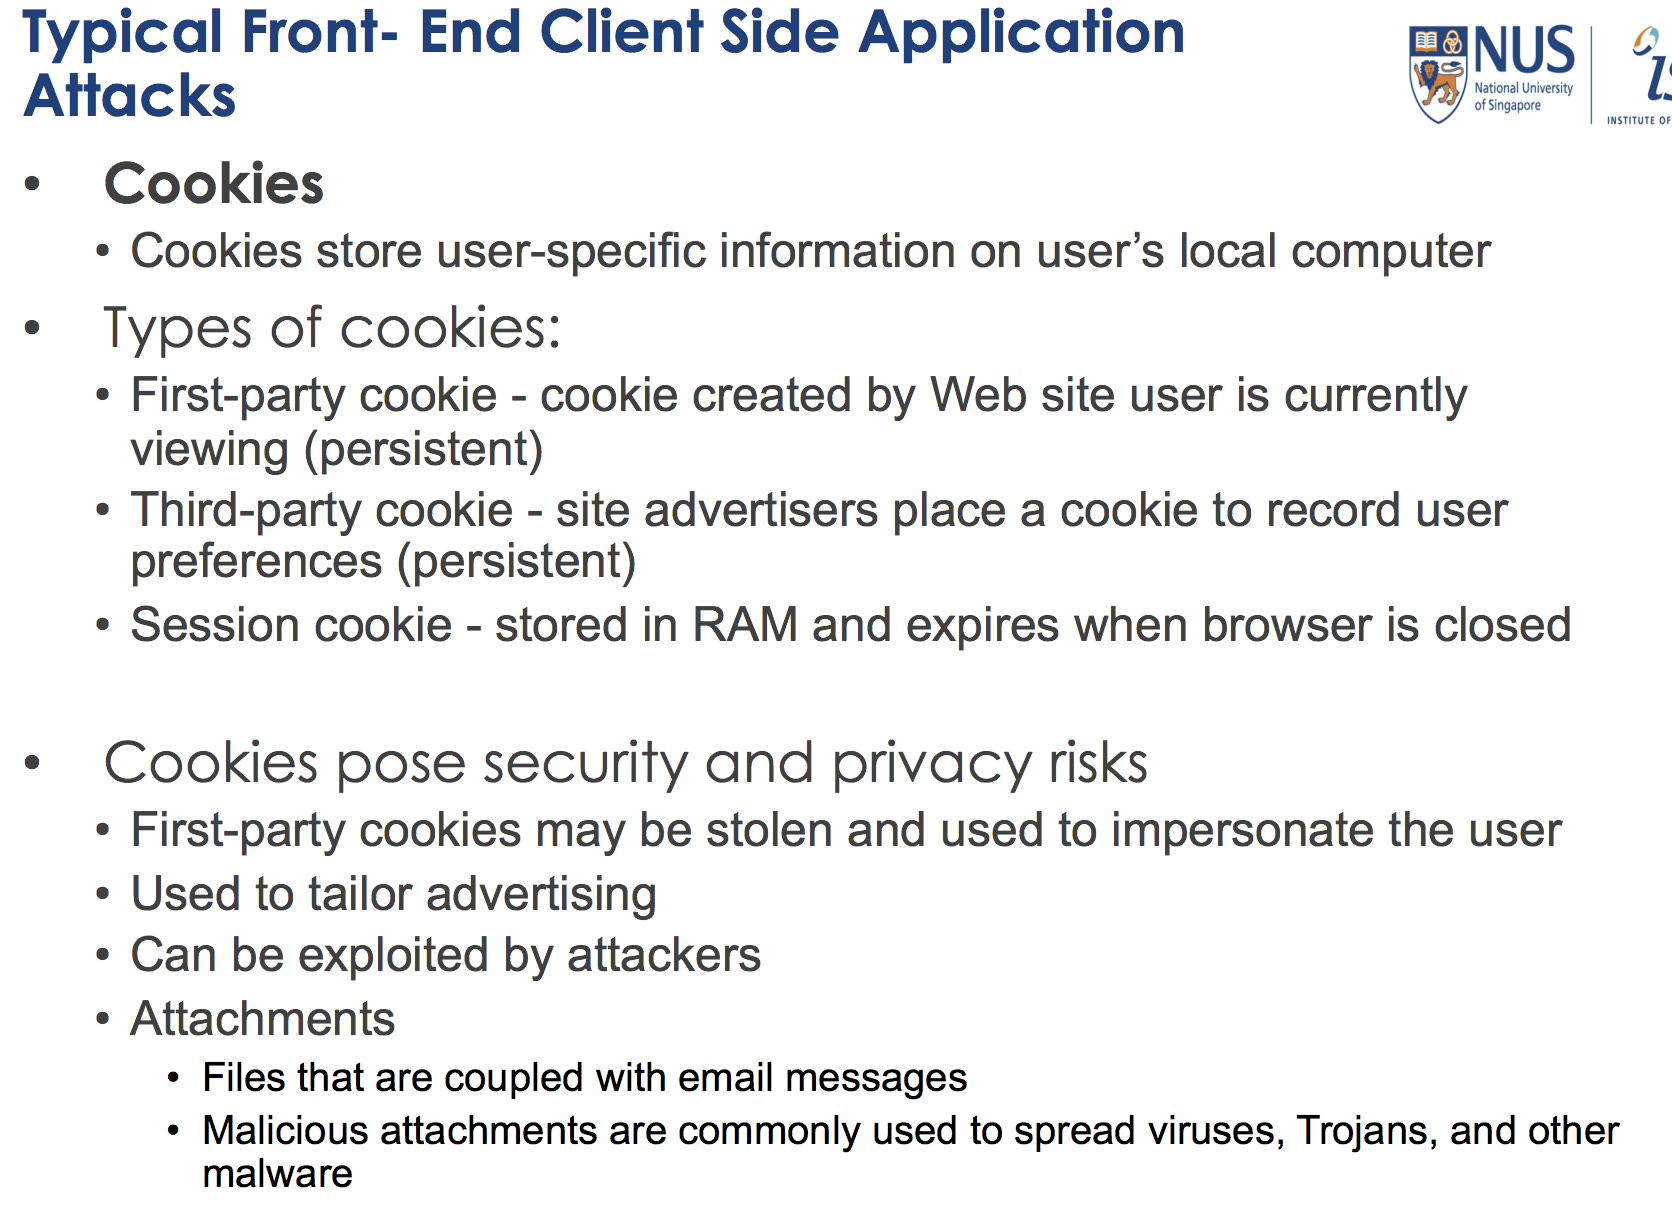 Typical Front- End Client Side Application
Attacks
NUS
National University
of Singapore
INSTITUTE OF
• Cookies
• Cookies store user-specific information on user’s local computer
• Types of cookies:
• First-party cookie - cookie created by Web site user is currently
viewing (persistent)
• Third-party cookie - site advertisers place a cookie to record user
preferences (persistent)
• Session cookie - stored in RAM and expires when browser is closed
• Cookies pose security and privacy risks
• First-party cookies may be stolen and used to impersonate the user
• Used to tailor advertising
• Can be exploited by attackers
• Attachments
• Files that are coupled with email messages
• Malicious attachments are commonly used to spread viruses, Trojans, and other
malware